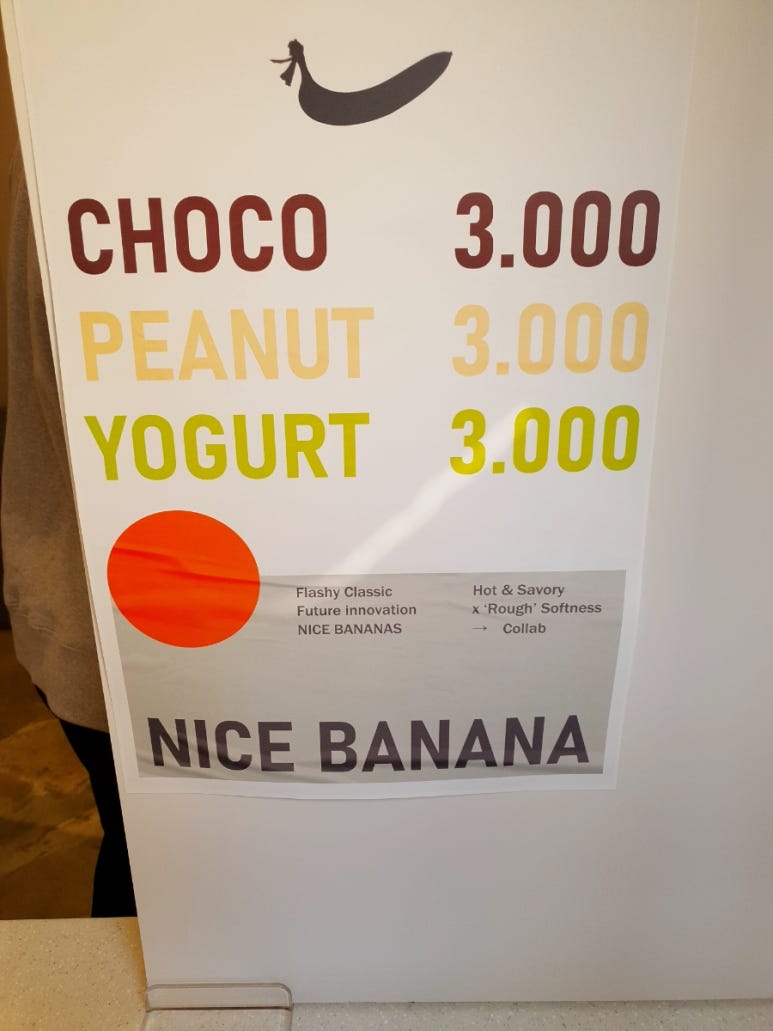 CHOCO 3.000
PEANUT 3.000
YOGURT 3.000
Flashy Classic
Future innovation
NICE BANANAS
Hot & Savory
x ‘Rough’ Softness
→ Collab
NICE BANANA